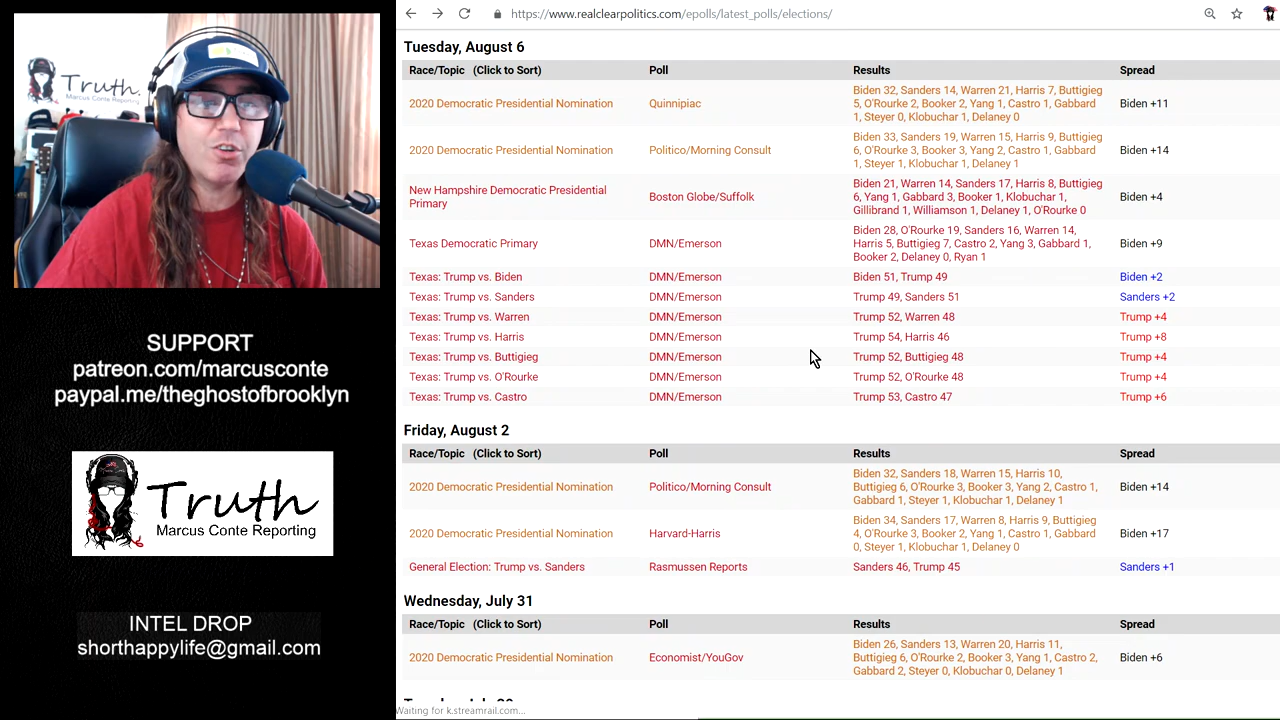 Truth.
Marcus Conte Reporting
SUPPORT
patreon.com/marcusconte
paypal.me/theghostofbrooklyn
Truth
Marcus Conte Reporting
INTEL DROP
shorthappylife@gmail.com
https://www.realclearpolitics.com/epolls/latest_polls/elections/
Tuesday, August 6
Race/Topic (Click to Sort) Poll Results Spread
2020 Democratic Presidential Nomination Quinnipiac Biden 32, Sanders 14, Warren 21, Harris 7, Buttigieg
5, O'Rourke 2, Booker 2, Yang 1, Castro 1, Gabbard
1, Steyer 0, Klobuchar 1, Delaney 0 Biden +11
2020 Democratic Presidential Nomination Politico/Morning Consult Biden 33, Sanders 19, Warren 15, Harris 9, Buttigieg
6, O'Rourke 3, Booker 3, Yang 2, Castro 1, Gabbard
1, Steyer 1, Klobuchar 1, Delaney 1 Biden +14
New Hampshire Democratic Presidential
Primary Boston Globe/Suffolk Biden 21, Warren 14, Sanders 17, Harris 8, Buttigieg
6, Yang 1, Gabbard 3, Booker 1, Klobuchar 1,
Gillibrand 1, Williamson 1, Delaney 1, O'Rourke 0 Biden +4
Texas Democratic Primary DMN/Emerson Biden 28, O'Rourke 19, Sanders 16, Warren 14,
Harris 5, Buttigieg 7, Castro 2, Yang 3, Gabbard 1,
Booker 2, Delaney 0, Ryan 1 Biden +9
Texas: Trump vs. Biden DMN/Emerson Biden 51, Trump 49 Biden +2
Texas: Trump vs. Sanders DMN/Emerson Trump 49, Sanders 51 Sanders +2
Texas: Trump vs. Warren DMN/Emerson Trump 52, Warren 48 Trump +4
Texas: Trump vs. Harris DMN/Emerson Trump 54, Harris 46 Trump +8
Texas: Trump vs. Buttigieg DMN/Emerson Trump 52, Buttigieg 48 Trump +4
Texas: Trump vs. O'Rourke DMN/Emerson Trump 52, O'Rourke 48 Trump +4
Texas: Trump vs. Castro DMN/Emerson Trump 53, Castro 47 Trump +6
Friday, August 2
Race/Topic (Click to Sort) Poll Results Spread
2020 Democratic Presidential Nomination Politico/Morning Consult Biden 32, Sanders 18, Warren 15, Harris 10,
Buttigieg 6, O'Rourke 3, Booker 3, Yang 2, Castro 1,
Gabbard 1, Steyer 1, Klobuchar 1, Delaney 1 Biden +14
2020 Democratic Presidential Nomination Harvard-Harris Biden 34, Sanders 17, Warren 8, Harris 9, Buttigieg
4, O'Rourke 3, Booker 2, Yang 1, Castro 1, Gabbard
0, Steyer 1, Klobuchar 1, Delaney 0 Biden +17
General Election: Trump vs. Sanders Rasmussen Reports Sanders 46, Trump 45 Sanders +1
Wednesday, July 31
Race/Topic (Click to Sort) Poll Results Spread
2020 Democratic Presidential Nomination Economist/YouGov Biden 26, Sanders 13, Warren 20, Harris 11,
Buttigieg 6, O'Rourke 2, Booker 3, Yang 1, Castro 2,
Gabbard 2, Steyer 0, Klobuchar 0, Delaney 1 Biden +6
Waiting for k.streamrail.com...